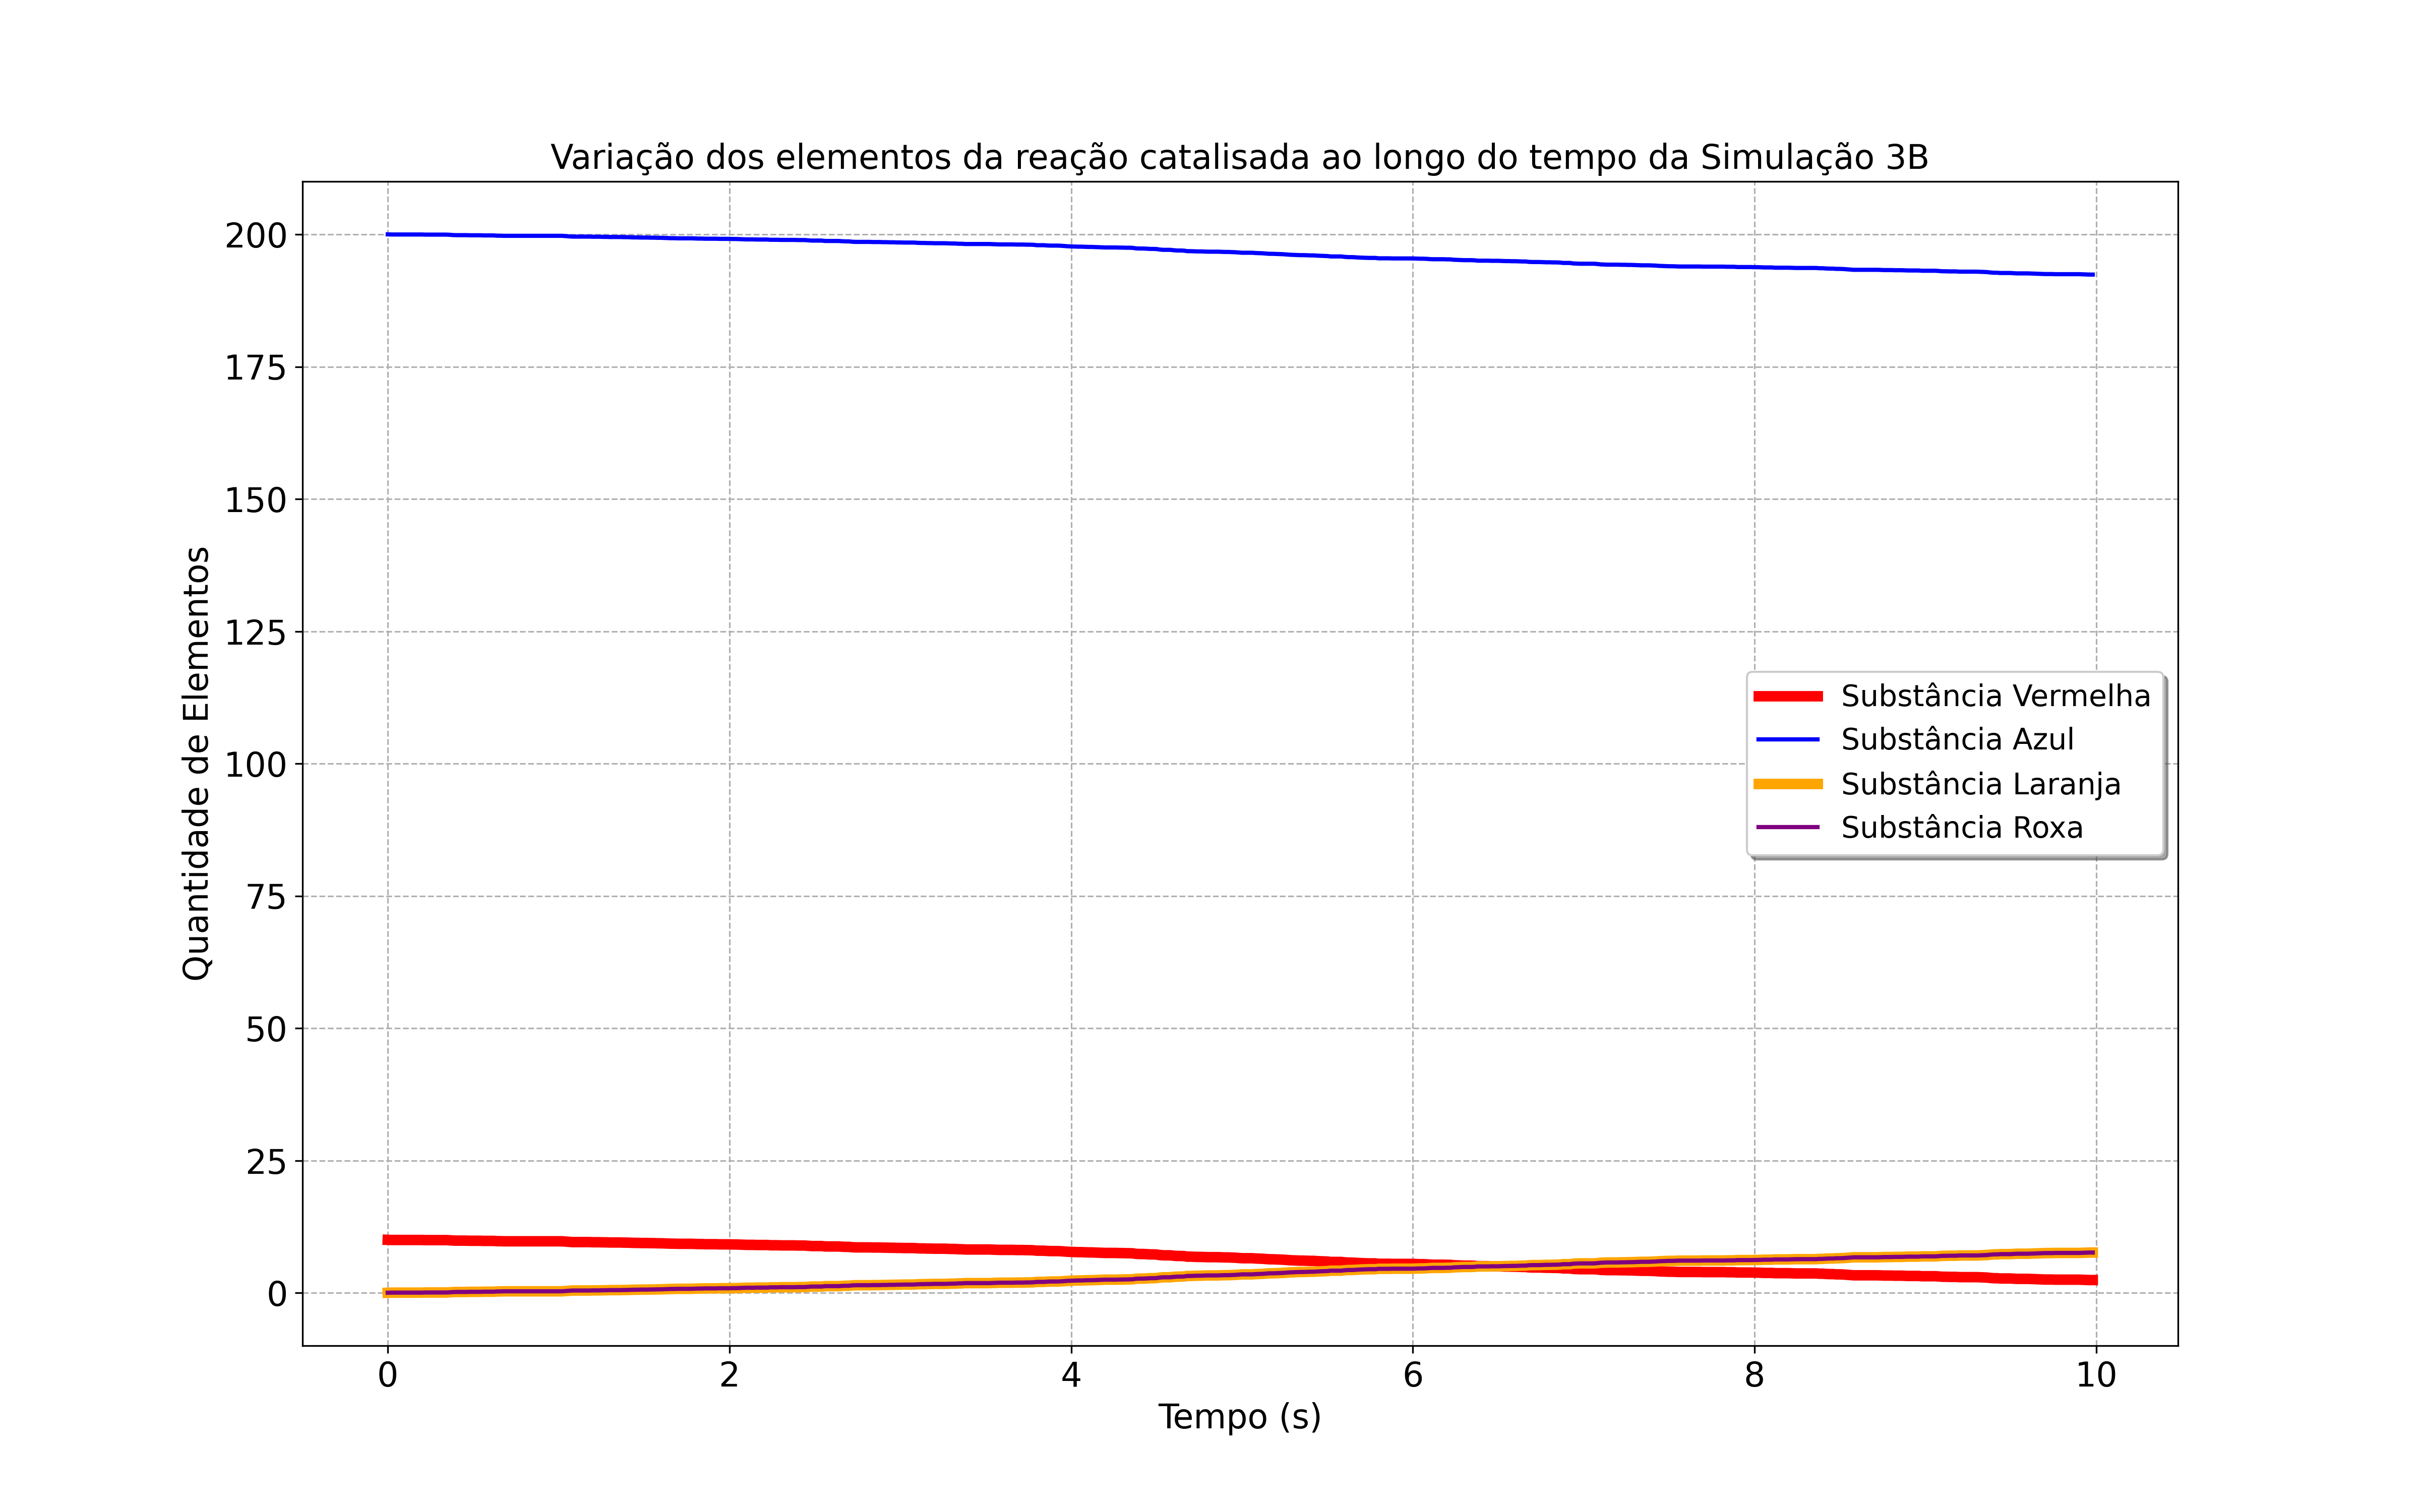 Variação dos elementos da reação catalisada ao longo do tempo da Simulação 3B
Quantidade de Elementos
200
175
150
125
100
75
50
25
0
Substância Vermelha
Substância Azul
Substância Laranja
Substância Roxa
0 2 4 6 8 10
Tempo (s)